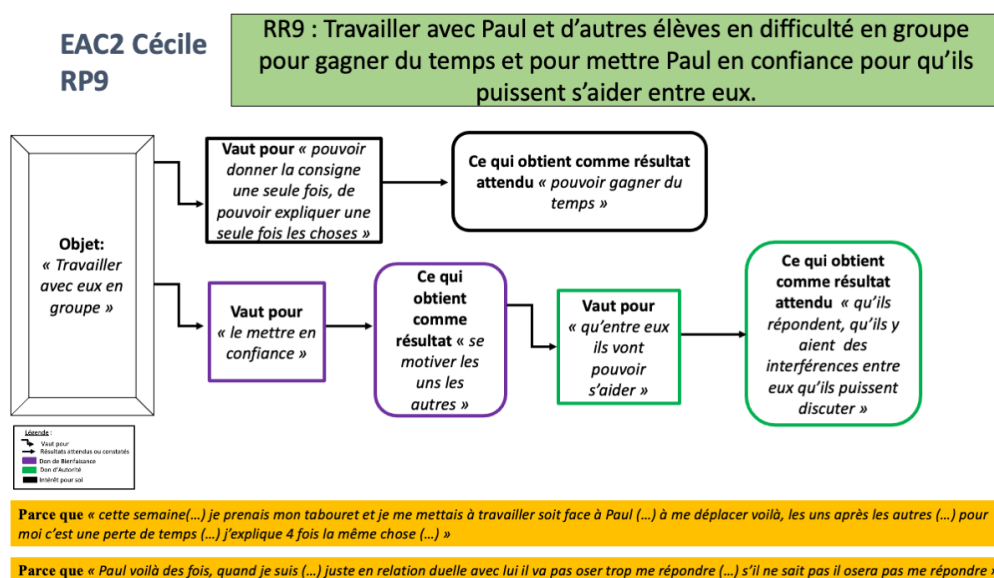 EAC2 Cécile
RP9
RR9 : Travailler avec Paul et d’autres élèves en difficulté en groupe
pour gagner du temps et pour mettre Paul en confiance pour qu’ils
puissent s’aider entre eux.
Objet:
« Travailler
avec eux en
groupe »
Vaut pour « pouvoir
donner la consigne
une seule fois, de
pouvoir expliquer une
seule fois les choses »
Ce qui obtient comme résultat
attendu « pouvoir gagner du
temps »
Vaut pour
« le mettre en
confiance »
Ce qui
obtient
comme
résultat « se
motiver les
uns les
autres »
Vaut pour
« qu’entre eux
ils vont
pouvoir
s’aider »
Ce qui obtient
comme résultat
attendu « qu’ils
répondent, qu’ils y
aient des
interférences entre
eux qu’ils puissent
discuter »
Légende :
Vaut pour
Résultats attendus ou constatés
Don de Bienfaisance
Don d’Autorité
Intérêt pour soi
Parce que « cette semaine(…) je prenais mon tabouret et je me mettais à travailler soit face à Paul (…) à me déplacer voilà, les uns après les autres (…) pour
moi c’est une perte de temps (…) j’explique 4 fois la même chose (…) »
Parce que « Paul voilà des fois, quand je suis (…) juste en relation duelle avec lui il va pas oser trop me répondre (…) s’il ne sait pas il osera pas me répondre »